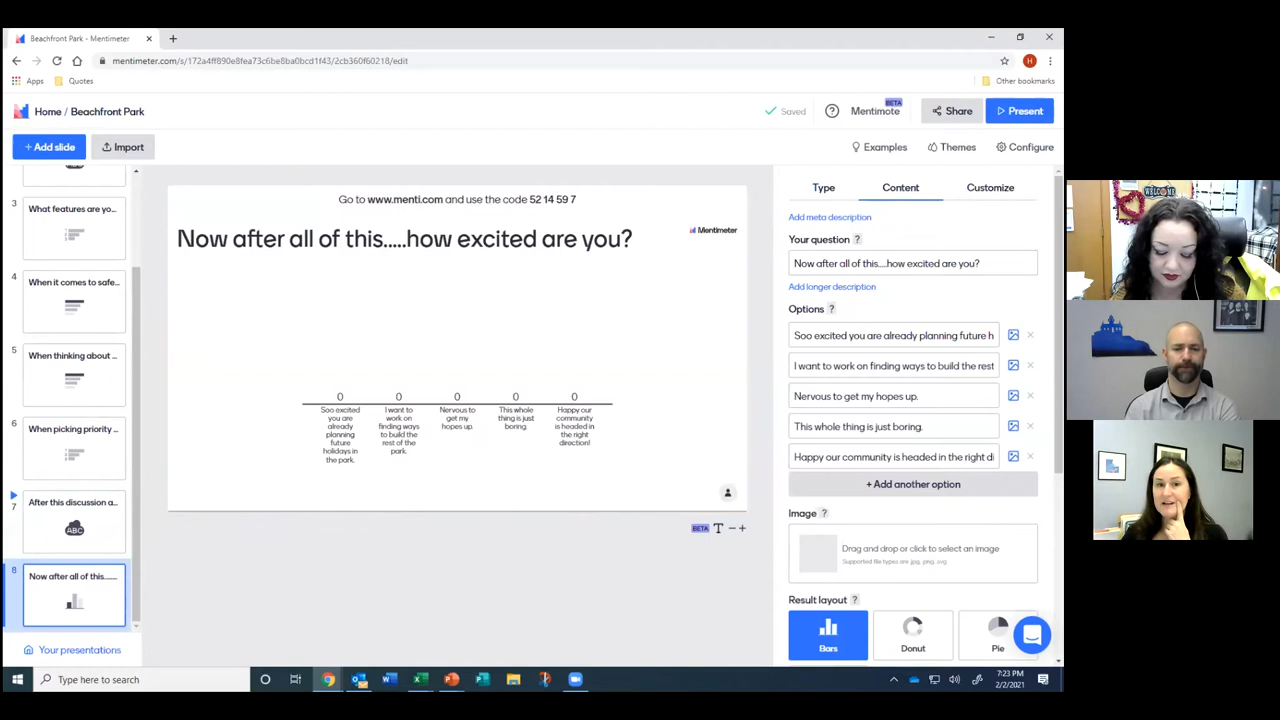 Beachfront Park - Mentimeter
mentimeter.com/s/172a4ff890e8fea73c6be8ba0bcd1f43/2cb360f60218/edit
H
Apps Quotes Other bookmarks
Home / Beachfront Park
Saved
BETA
Mentimote
Share
Present
+ Add slide
Import
Examples
Themes
Configure
3
What features are yo...
4
When it comes to safe...
5
When thinking about ...
6
When picking priority ...
7
After this discussion a...
ABC
8
Now after all of this.....
Your presentations
Go to www.menti.com and use the code 52 14 59 7
Now after all of this.....how excited are you?
Mentimeter
0 0 0 0 0
Soo excited
you are
already
planning
future
holidays in
the park.
I want to
work on
finding ways
to build the
rest of the
park.
Nervous to
get my
hopes up.
This whole
thing is just
boring.
Happy our
community
is headed in
the right
direction!
BETA T − +
Type
Content
Customize
Add meta description
Your question ?
Now after all of this.....how excited are you?
Add longer description
Options ?
Soo excited you are already planning future h
I want to work on finding ways to build the rest
Nervous to get my hopes up.
This whole thing is just boring.
Happy our community is headed in the right di
+ Add another option
Image ?
Drag and drop or click to select an image
Supported file types are jpg, png, svg
Result layout ?
Bars
Donut
Pie
Type here to search
7:23 PM
2/2/2021
WELCOME